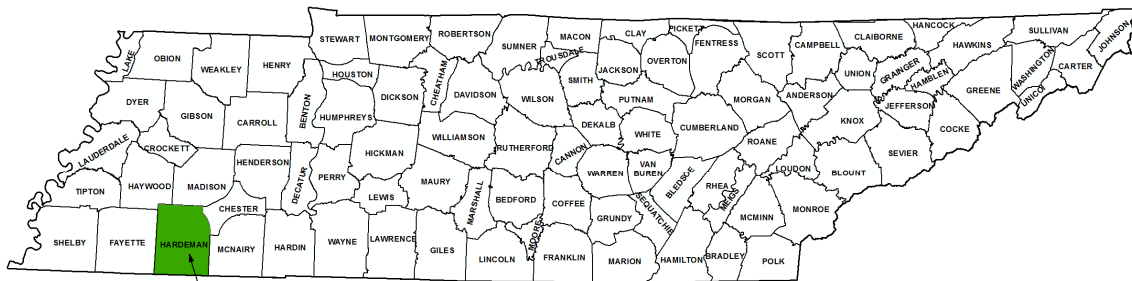 LAKE
OBION
WEAKLEY
HENRY
STEWART
MONTGOMERY
ROBERTSON
SUMNER
MACON
TROUSDALE
CLAY
PICKETT
FENTRESS
SCOTT
CAMPBELL
CLAIBORNE
HANCOCK
HAWKINS
SULLIVAN
JOHNSON
DYER
GIBSON
CARROLL
BENTON
HOUSTON
HUMPHREYS
DICKSON
CHEATHAM
DAVIDSON
WILSON
SMITH
JACKSON
OVERTON
PUTNAM
MORGAN
ANDERSON
UNION
GRAINGER
HAMBLEN
GREENE
WASHINGTON
UNICOI
CARTER
LAUDERDALE
CROCKETT
HENDERSON
DECATUR
PERRY
HICKMAN
WILLIAMSON
RUTHERFORD
CANNON
DEKALB
WHITE
CUMBERLAND
ROANE
KNOX
JEFFERSON
COCKE
SEVIER
TIPTON
HAYWOOD
MADISON
CHESTER
LEWIS
MAURY
MARSHALL
BEDFORD
COFFEE
WARREN
VAN
BUREN
BLEDSOE
RHEA
MEIGS
LOUDON
BLOUNT
MONROE
SHELBY
FAYETTE
HARDEMAN
MCNAIRY
HARDIN
WAYNE
LAWRENCE
GILES
LINCOLN
MOORE
FRANKLIN
GRUNDY
MARION
SEQUATCHIE
HAMILTON
BRADLEY
MCMINN
POLK